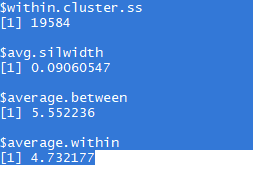 $within.cluster.ss
[1] 19584
$avg.silwidth
[1] 0.09060547
$average.between
[1] 5.552236
$average.within
[1] 4.732177